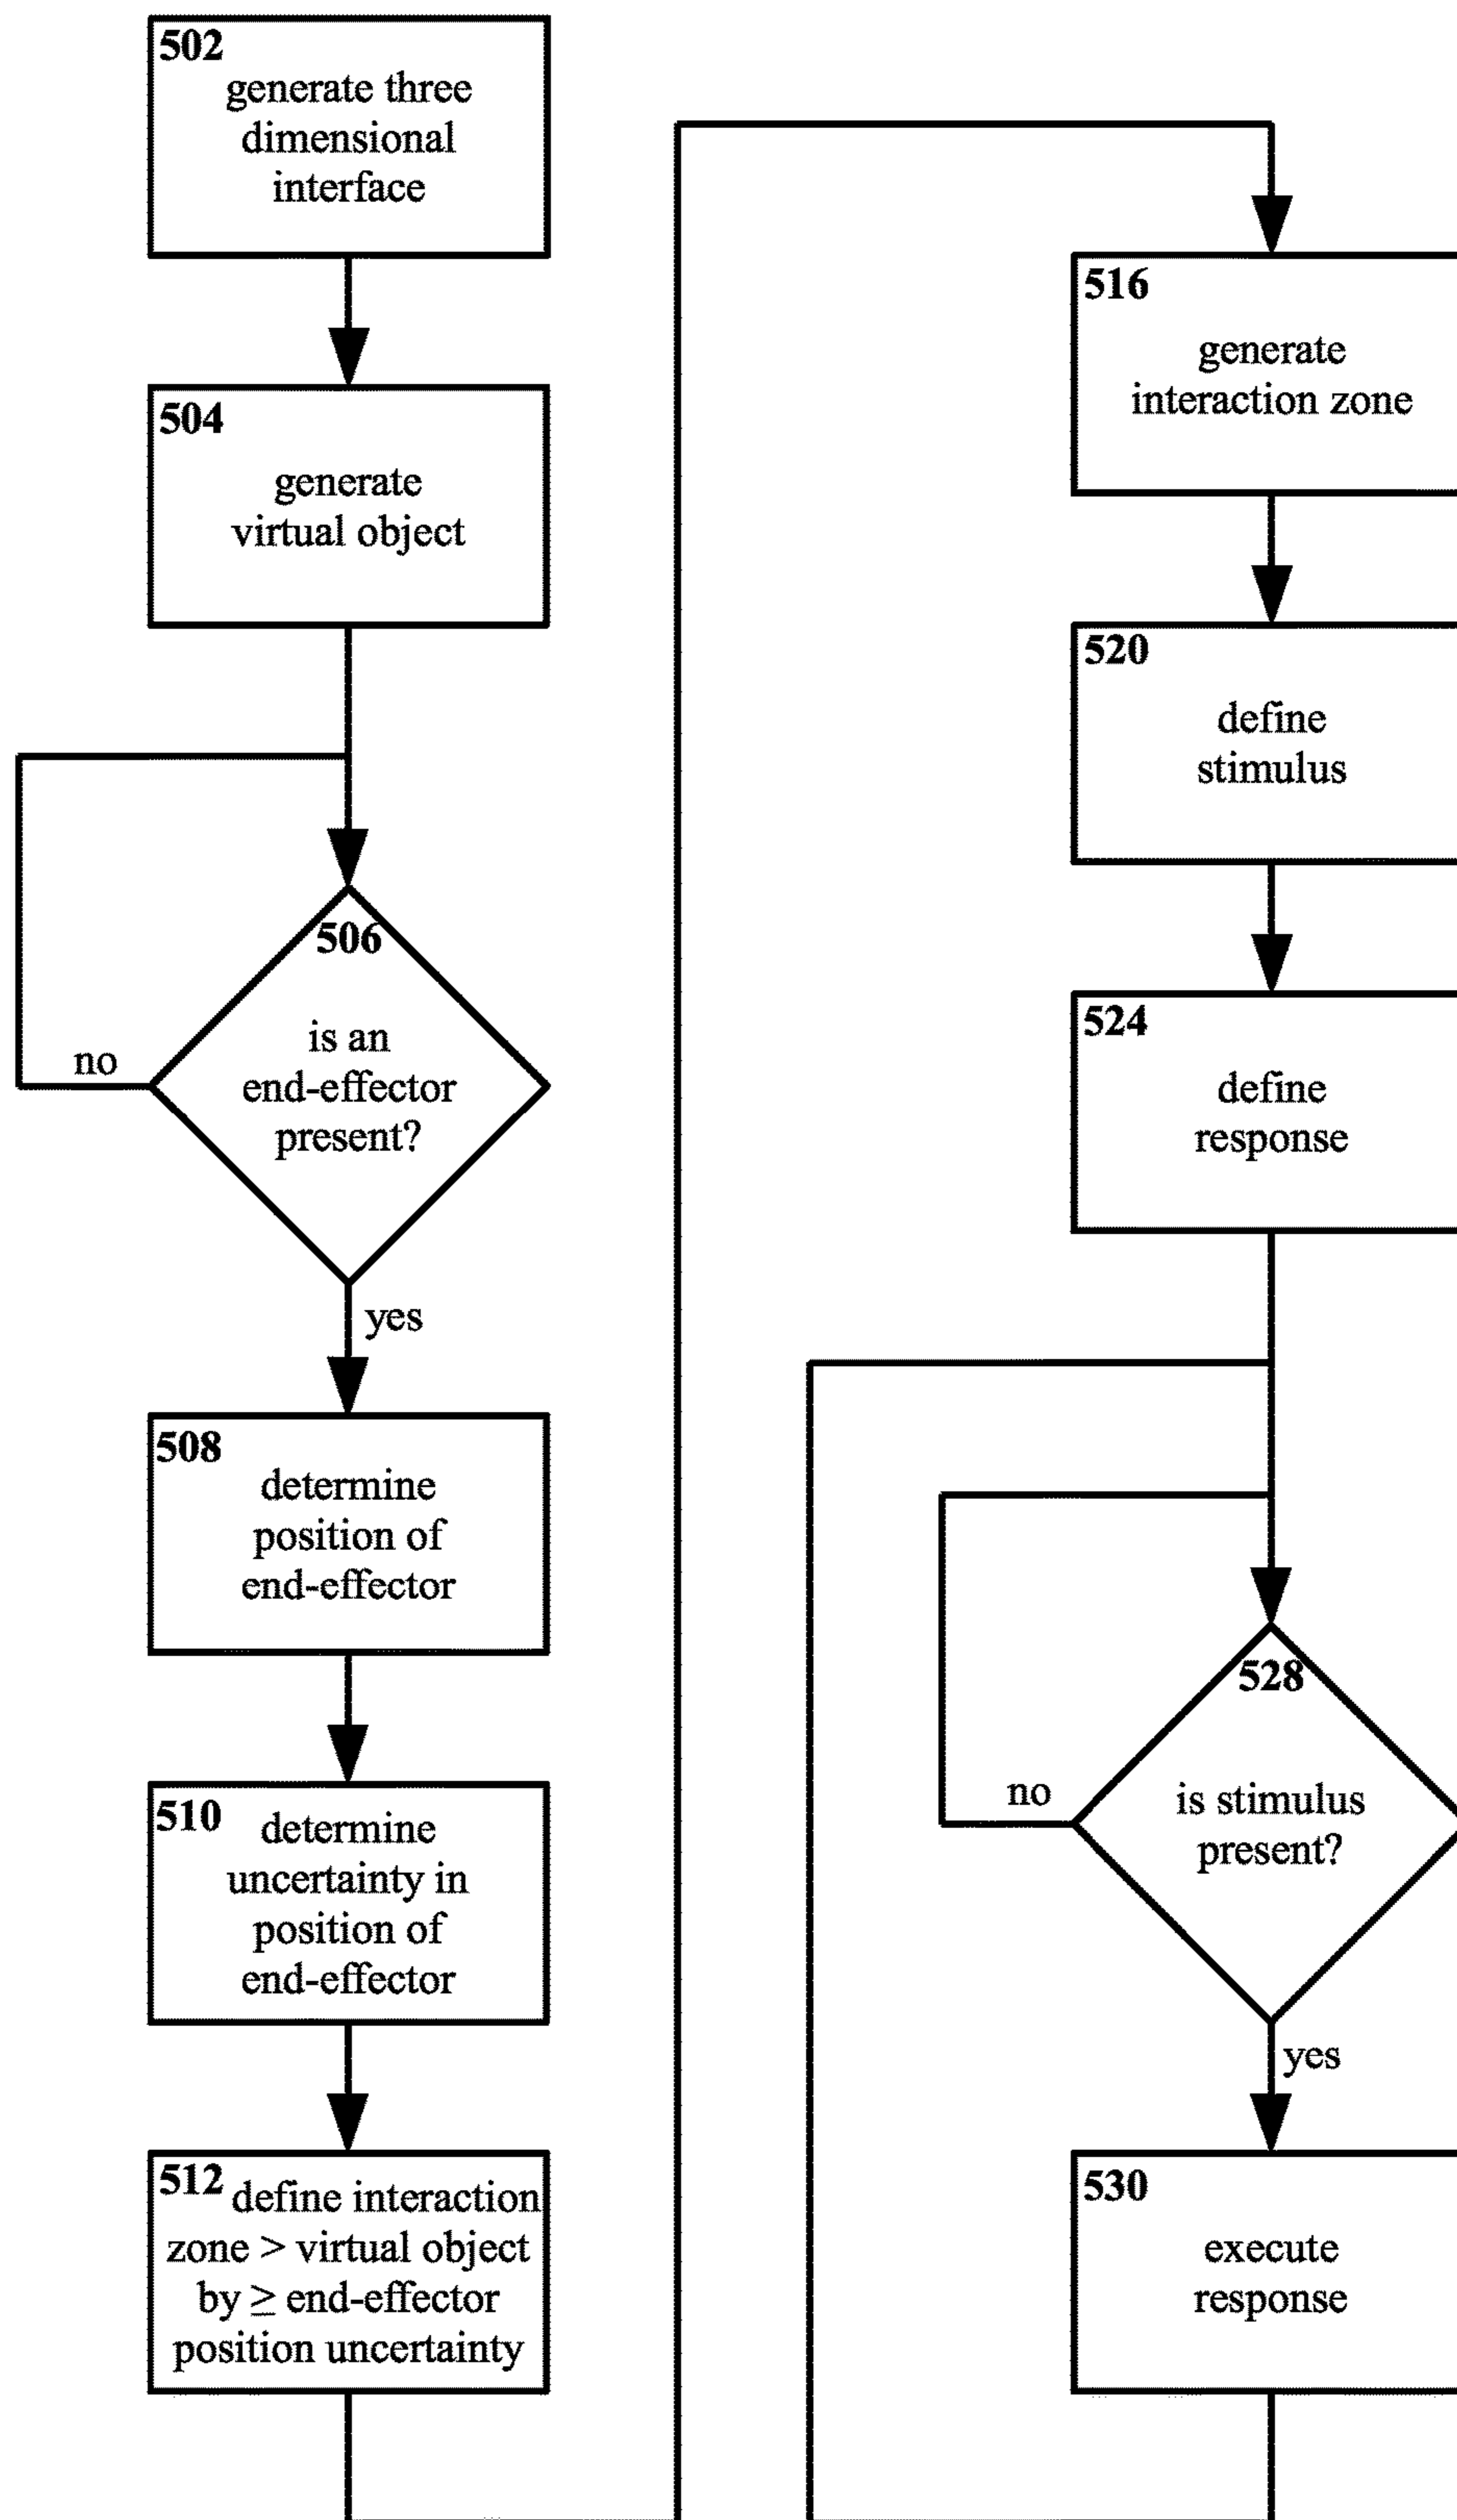 502
generate three
dimensional
interface
504
generate
virtual object
506
is an
end-effector
present?
no
yes
508
determine
position of
end-effector
510
determine
uncertainty in
position of
end-effector
512 define interaction
zone > virtual object
by ≥ end-effector
position uncertainty
516
generate
interaction zone
520
define
stimulus
524
define
response
528
is stimulus
present?
no
yes
530
execute
response